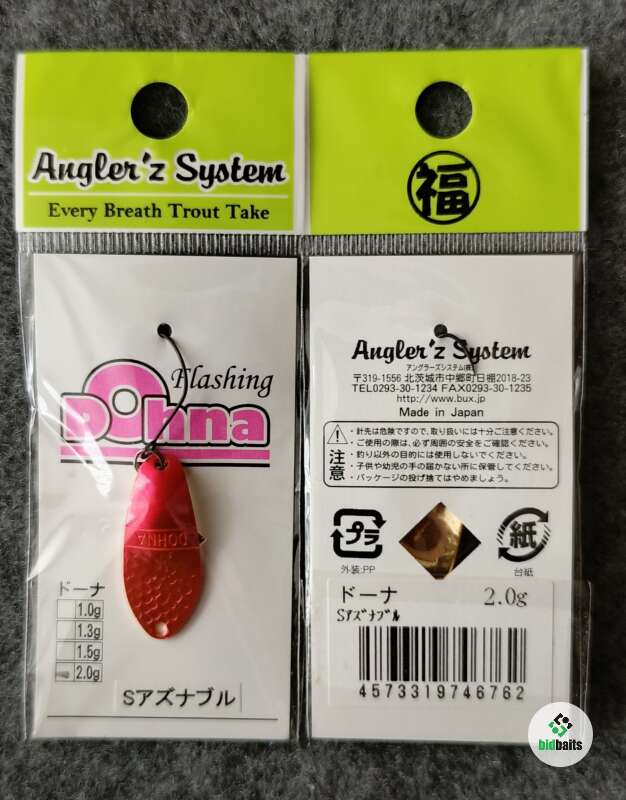 Angler'z System
Every Breath Trout Take
Flashing
Dohna
DOHNA
ドーナ
1.0g
1.3g
1.5g
2.0g
Sアズナブル
福
Angler'z System
アングラーズシステム(株)
〒319-1556 北茨城市中郷町日棚2018-23
TEL0293-30-1234 FAX0293-30-1235
http://www.bux.jp
Made in Japan
注意
・針先は危険ですので、取り扱いには十分ご注意ください。
・ご使用の際は、必ず周囲の安全をご確認ください。
・釣り以外の目的には使用しないでください。
・子供や幼児の手の届かない所に保管してください。
・パッケージの投げ捨てはやめましょう。
プラ
外装:PP
紙
台紙
ドーナ 2.0g
Sアズナブル
4573319746762
bidbaits